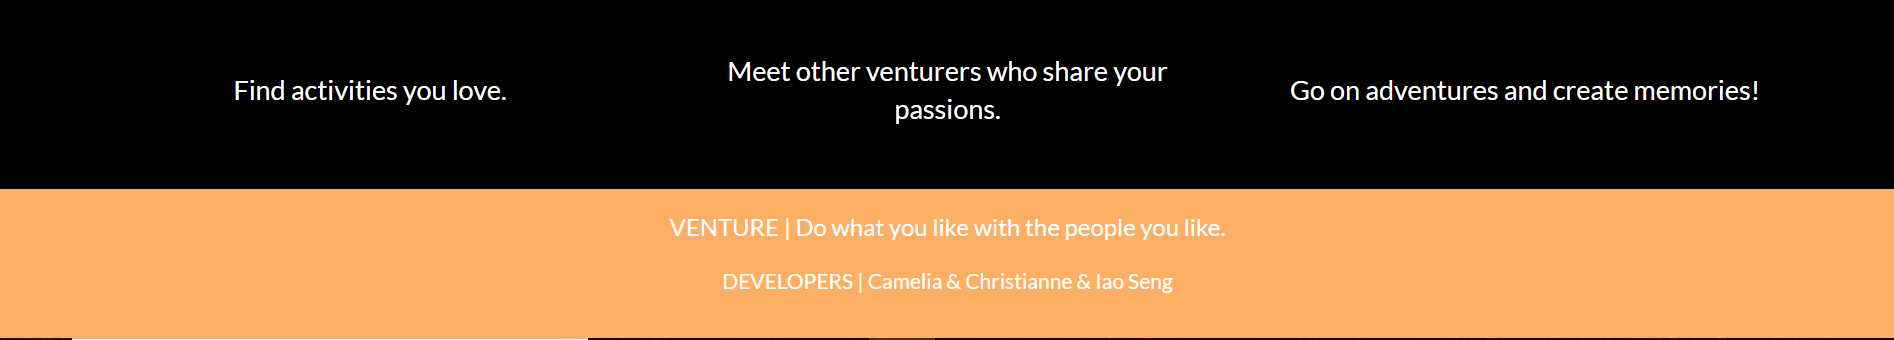 Find activities you love.
Meet other venturers who share your
passions.
Go on adventures and create memories!
VENTURE | Do what you like with the people you like.
DEVELOPERS | Camelia & Christianne & Iao Seng